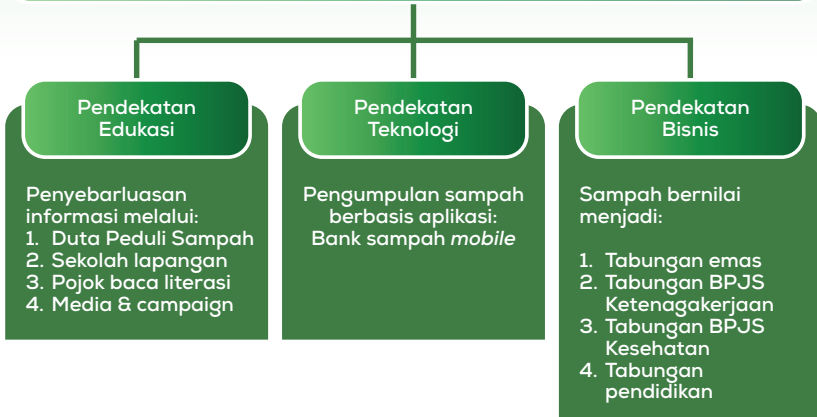 Pendekatan
Edukasi
Penyebarluasan
informasi melalui:
1. Duta Peduli Sampah
2. Sekolah lapangan
3. Pojok baca literasi
4. Media & campaign
Pendekatan
Teknologi
Pengumpulan sampah
berbasis aplikasi:
Bank sampah mobile
Pendekatan
Bisnis
Sampah bernilai
menjadi:
1. Tabungan emas
2. Tabungan BPJS
Ketenagakerjaan
3. Tabungan BPJS
Kesehatan
4. Tabungan
pendidikan